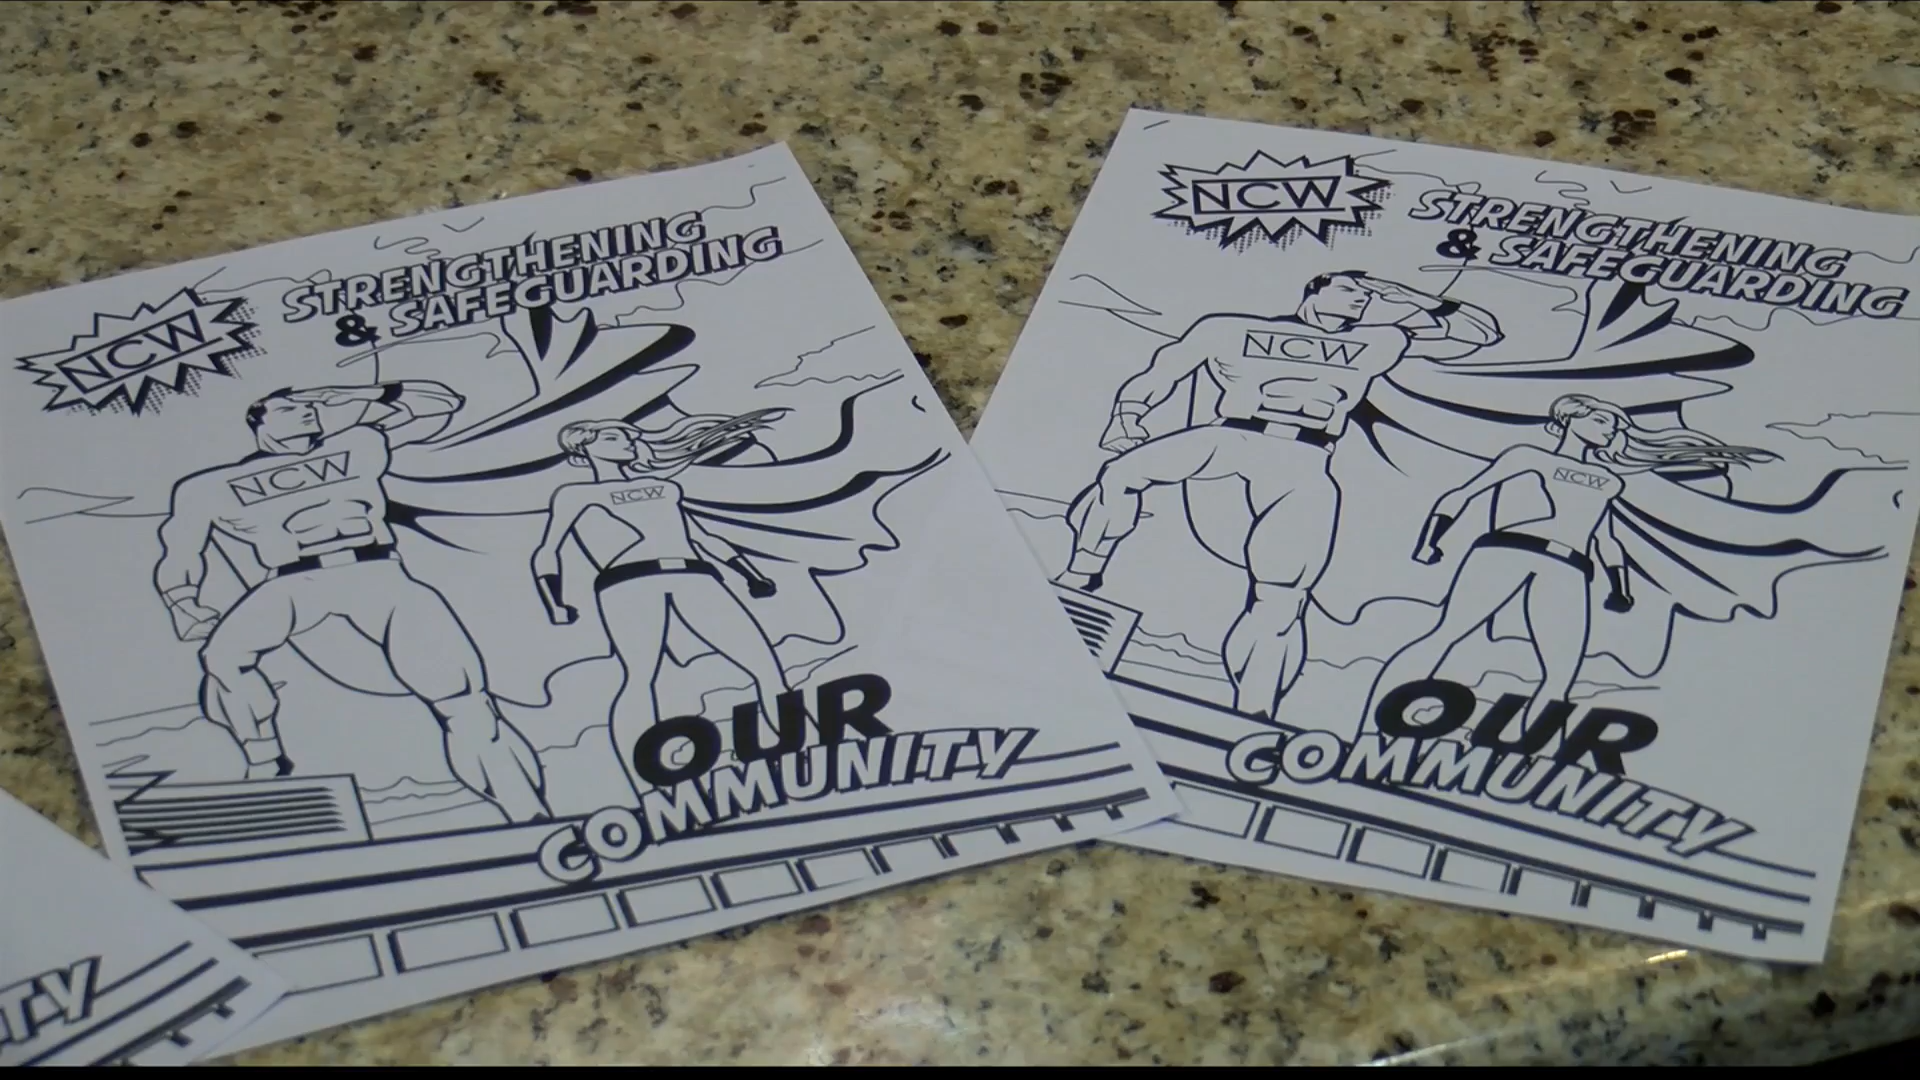 NCW
STRENGTHENING
& SAFEGUARDING
NCW
NCW
OUR
COMMUNITY
NCW
STRENGTHENING
& SAFEGUARDING
NCW
NCW
OUR
COMMUNITY
TY